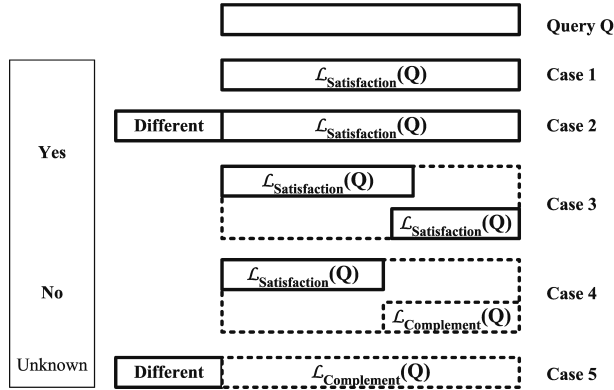 Query Q
ℒSatisfaction(Q) Case 1
Different ℒSatisfaction(Q) Case 2
Yes
ℒSatisfaction(Q)
Case 3
ℒSatisfaction(Q)
ℒSatisfaction(Q)
No Case 4
ℒComplement(Q)
Unknown
Different ℒComplement(Q) Case 5